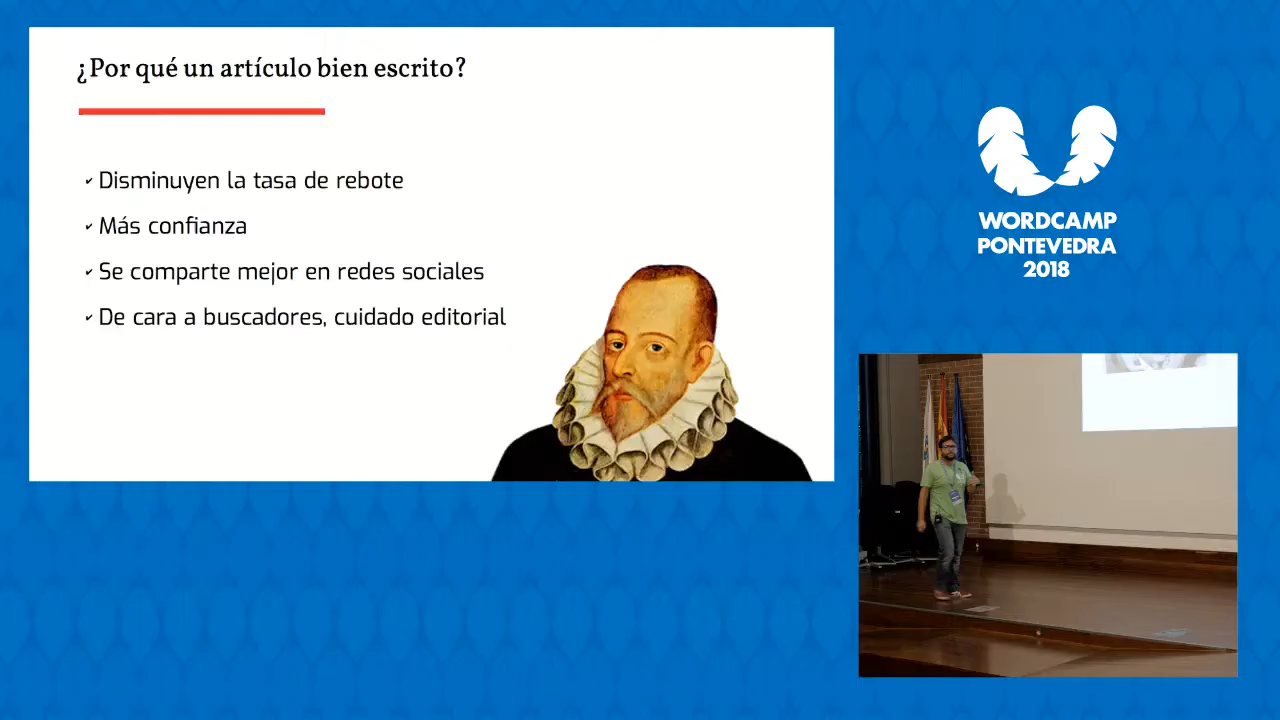 ¿Por qué un artículo bien escrito?
Disminuyen la tasa de rebote
Más confianza
Se comparte mejor en redes sociales
De cara a buscadores, cuidado editorial
WORDCAMP
PONTEVEDRA
2018